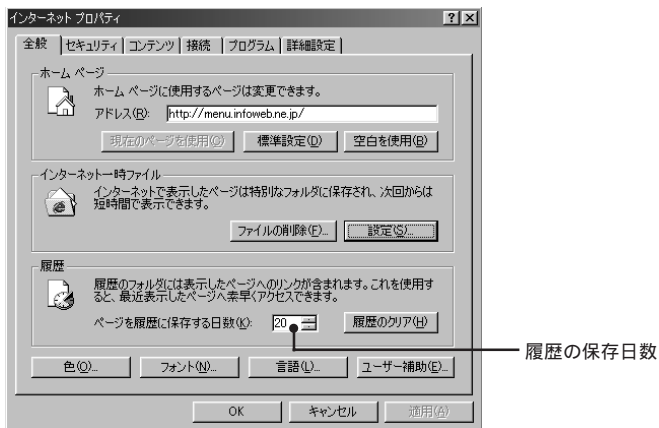 インターネット プロパティ
全般 セキュリティ コンテンツ 接続 プログラム 詳細設定
ホーム ページ
ホーム ページに使用するページは変更できます。
アドレス(R): http://menu.infoweb.ne.jp/
現在のページを使用(C) 標準設定(D) 空白を使用(B)
インターネット一時ファイル
インターネットで表示したページは特別なフォルダに保存され、次回からは
短時間で表示できます。
ファイルの削除(F)... 設定(S)...
履歴
履歴のフォルダには表示したページへのリンクが含まれます。これを使用す
ると、最近表示したページへ素早くアクセスできます。
ページを履歴に保存する日数(K): 20 履歴のクリア(H)
履歴の保存日数
色(O)... フォント(N)... 言語(L)... ユーザー補助(E)...
OK キャンセル 適用(A)